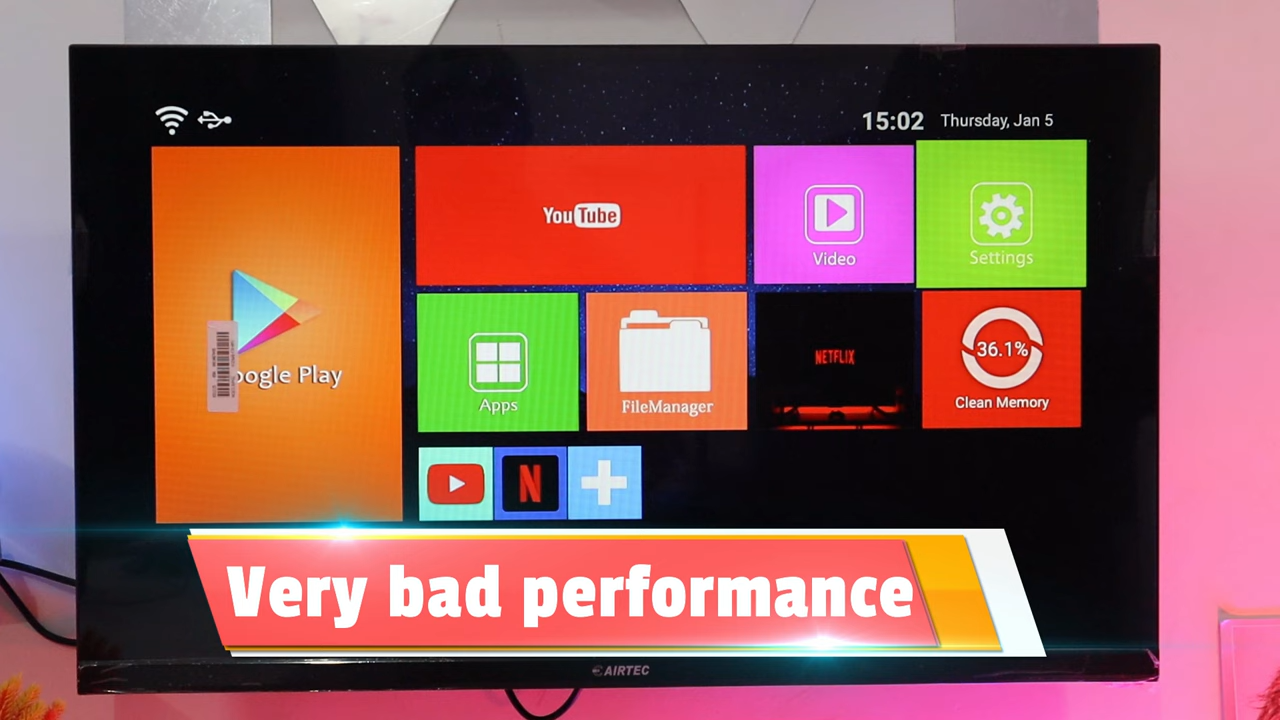 15:02 Thursday, Jan 5
YouTube
Video
Settings
oogle Play
Apps
FileManager
NETFLIX
36.1%
Clean Memory
N
Very bad performance
AIRTEC